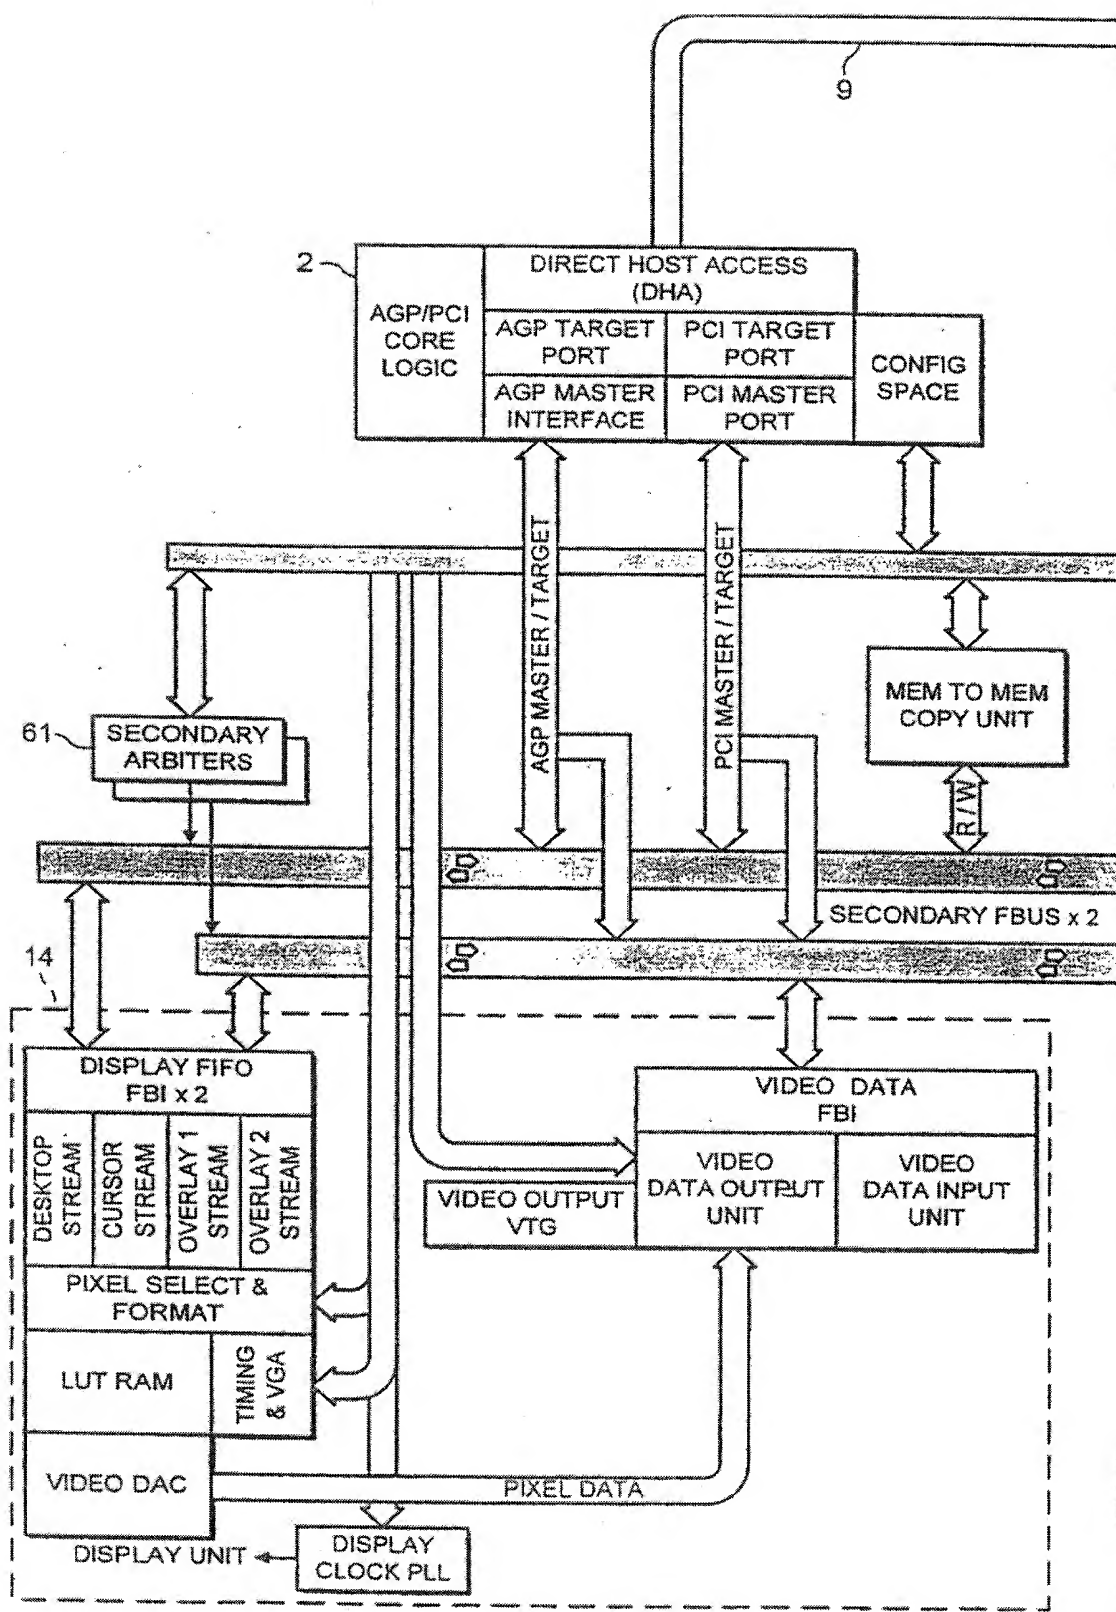 9
2
DIRECT HOST ACCESS
(DHA)
AGP/PCI
CORE
LOGIC
AGP TARGET
PORT
PCI TARGET
PORT
CONFIG
SPACE
AGP MASTER
INTERFACE
PCI MASTER
PORT
AGP MASTER / TARGET
PCI MASTER / TARGET
MEM TO MEM
COPY UNIT
R / W
61
SECONDARY
ARBITERS
SECONDARY FBUS x 2
14
DISPLAY FIFO
FBI x 2
DESKTOP
STREAM
CURSOR
STREAM
OVERLAY 1
STREAM
OVERLAY 2
STREAM
PIXEL SELECT &
FORMAT
LUT RAM
TIMING
& VGA
VIDEO DAC
VIDEO DATA
FBI
VIDEO OUTPUT
VTG
VIDEO
DATA OUTPUT
UNIT
VIDEO
DATA INPUT
UNIT
PIXEL DATA
DISPLAY UNIT
DISPLAY
CLOCK PLL